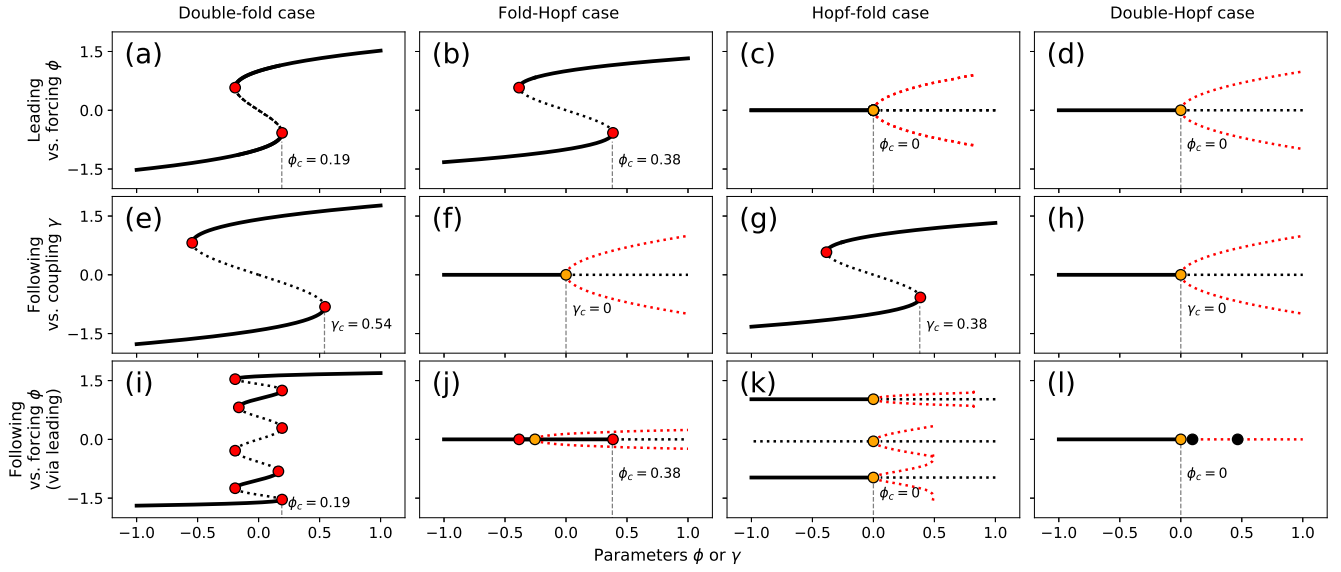 Double-fold case
Fold-Hopf case
Hopf-fold case
Double-Hopf case
Leading
vs. forcing ϕ
1.5
0.0
−1.5
(a)
ϕc = 0.19
(b)
ϕc = 0.38
(c)
ϕc = 0
(d)
ϕc = 0
Following
vs. coupling γ
1.5
0.0
−1.5
(e)
γc = 0.54
(f)
γc = 0
(g)
γc = 0.38
(h)
γc = 0
Following
vs. forcing ϕ
(via leading)
1.5
0.0
−1.5
(i)
ϕc = 0.19
(j)
ϕc = 0.38
(k)
ϕc = 0
(l)
ϕc = 0
−1.0 −0.5 0.0 0.5 1.0
−1.0 −0.5 0.0 0.5 1.0
−1.0 −0.5 0.0 0.5 1.0
−1.0 −0.5 0.0 0.5 1.0
Parameters ϕ or γ